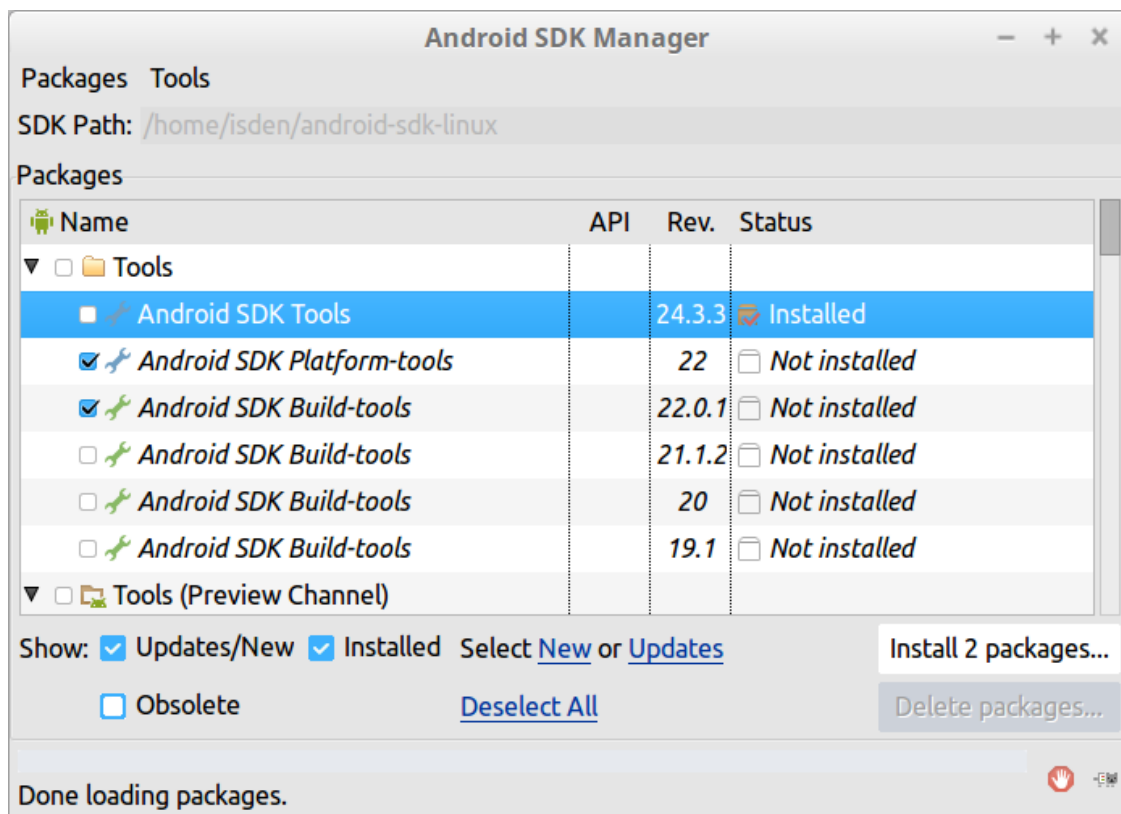 Android SDK Manager
Packages Tools
SDK Path: /home/isden/android-sdk-linux
Packages
Name API Rev. Status
Tools
Android SDK Tools 24.3.3 Installed
Android SDK Platform-tools 22 Not installed
Android SDK Build-tools 22.0.1 Not installed
Android SDK Build-tools 21.1.2 Not installed
Android SDK Build-tools 20 Not installed
Android SDK Build-tools 19.1 Not installed
Tools (Preview Channel)
Show: Updates/New Installed Select New or Updates Install 2 packages...
Obsolete Deselect All Delete packages...
Done loading packages.